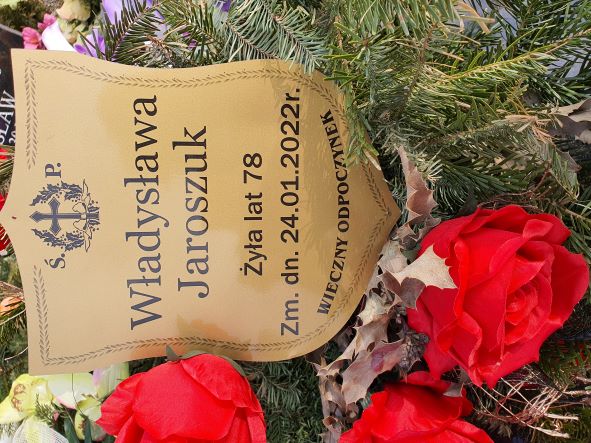 Ś. P.
Władysława
Jaroszuk
Żyła lat 78
Zm. dn. 24.01.2022r.
WIECZNY ODPOCZYNEK